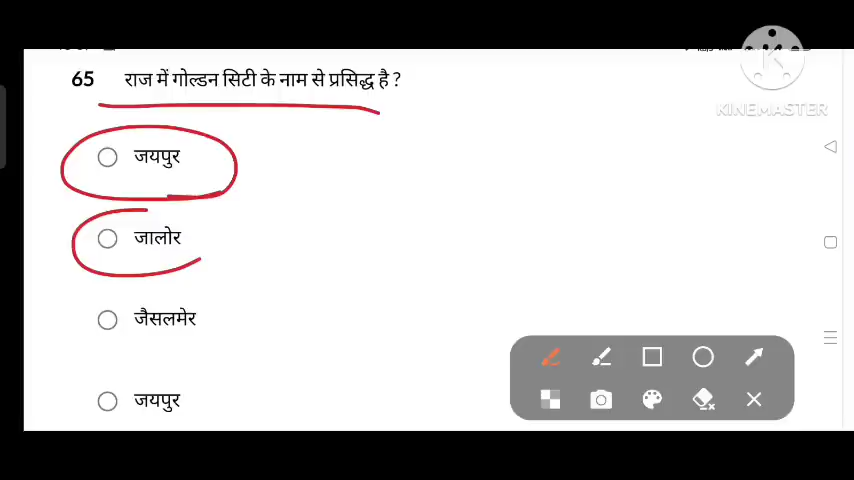 65 राज में गोल्डन सिटी के नाम से प्रसिद्ध है ?
KINEMASTER
जयपुर
जालोर
जैसलमेर
जयपुर